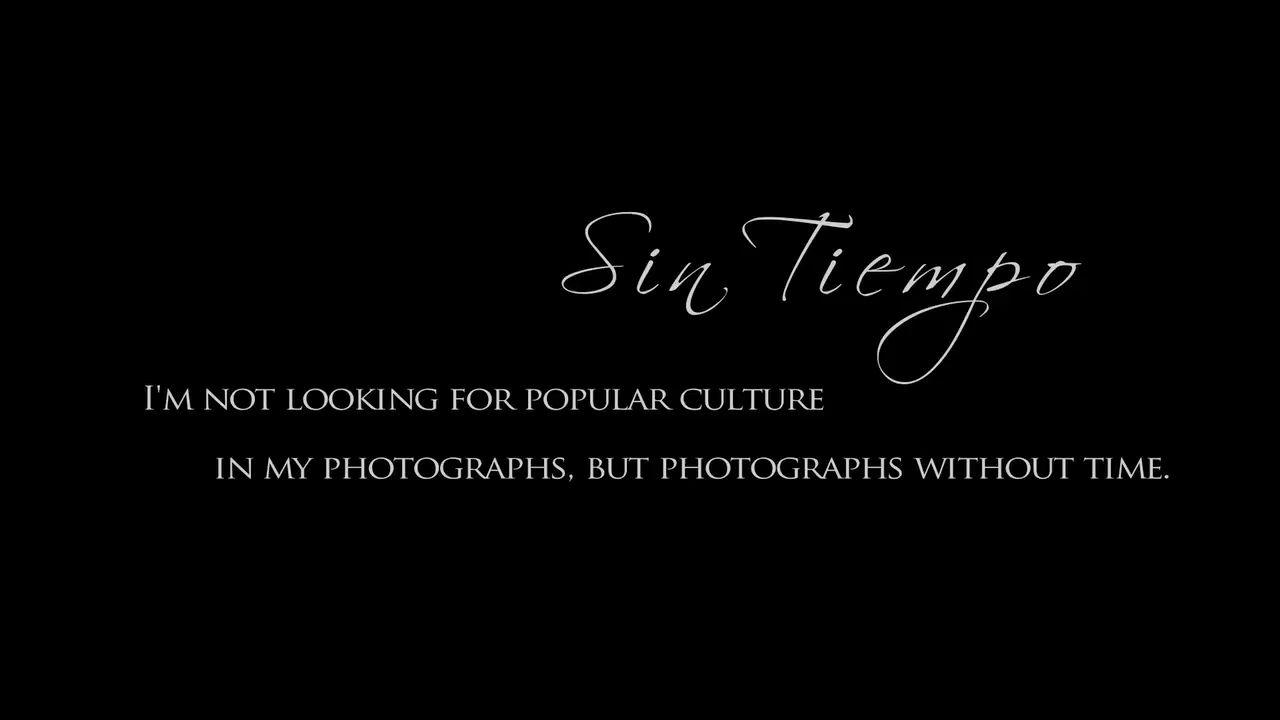 Sin Tiempo
I'm not looking for popular culture
in my photographs, but photographs without time.